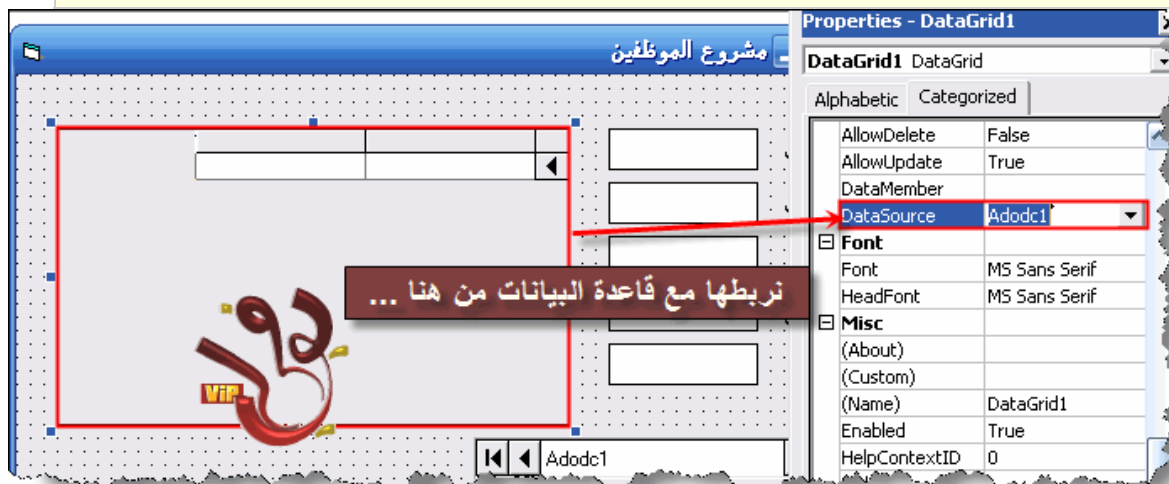 مشروع الموظفين
نربطها مع قاعدة البيانات من هنا ...
ViP
Adodc1
Properties - DataGrid1
DataGrid1 DataGrid
Alphabetic Categorized
AllowDelete False
AllowUpdate True
DataMember
DataSource Adodc1
Font
Font MS Sans Serif
HeadFont MS Sans Serif
Misc
(About)
(Custom)
(Name) DataGrid1
Enabled True
HelpContextID 0